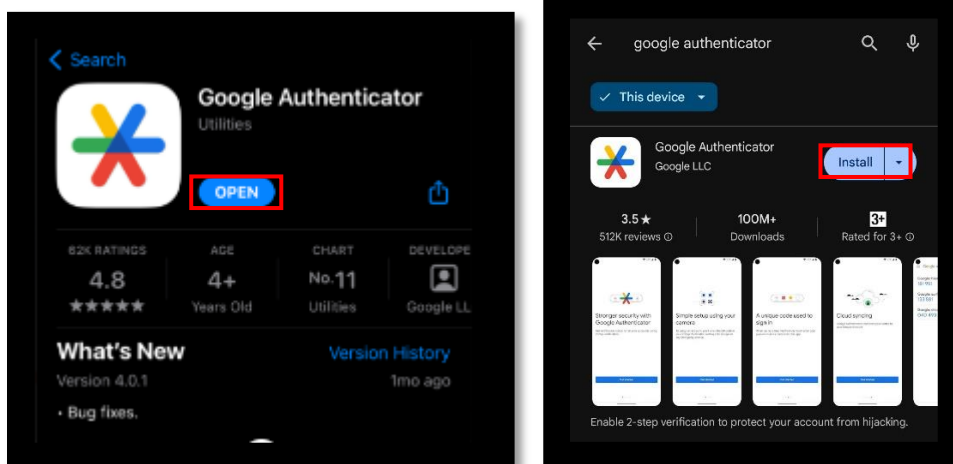 Search
Google Authenticator
Utilities
OPEN
62K RATINGS
4.8
AGE
4+
Years Old
CHART
No.11
Utilities
DEVELOPE
Google LL
What's New
Version History
Version 4.0.1
1mo ago
• Bug fixes.
google authenticator
This device
Google Authenticator
Google LLC
Install
3.5★
512K reviews
100M+
Downloads
3+
Rated for 3+
Stronger security with
Google Authenticator
Simple setup using your
camera
A unique code used to
sign in
Cloud syncing
Enable 2-step verification to protect your account from hijacking.